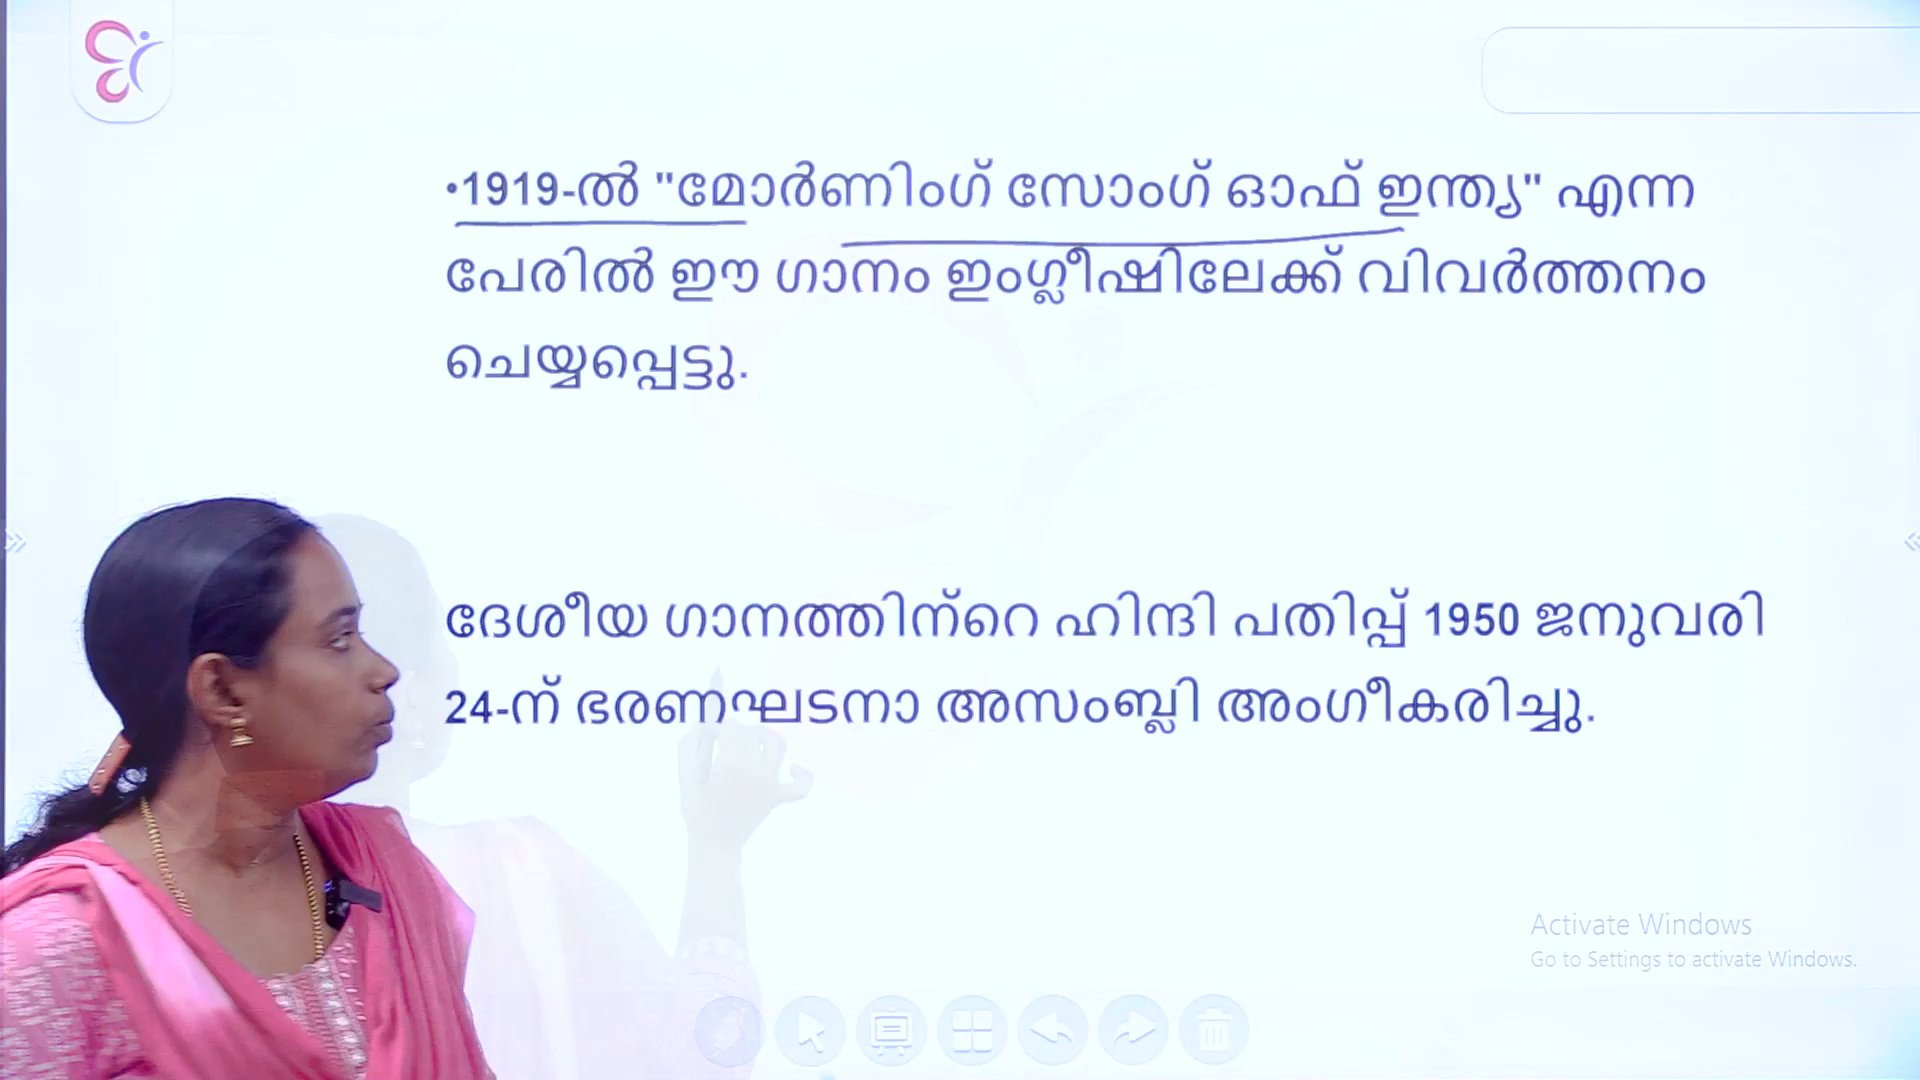 •1919-ൽ "മോർണിംഗ് സോംഗ് ഓഫ് ഇന്ത്യ" എന്ന
പേരിൽ ഈ ഗാനം ഇംഗ്ലീഷിലേക്ക് വിവർത്തനം
ചെയ്യപ്പെട്ടു.
ദേശീയ ഗാനത്തിന്റെ ഹിന്ദി പതിപ്പ് 1950 ജനുവരി
24-ന് ഭരണഘടനാ അസംബ്ലി അംഗീകരിച്ചു.
Activate Windows
Go to Settings to activate Windows.